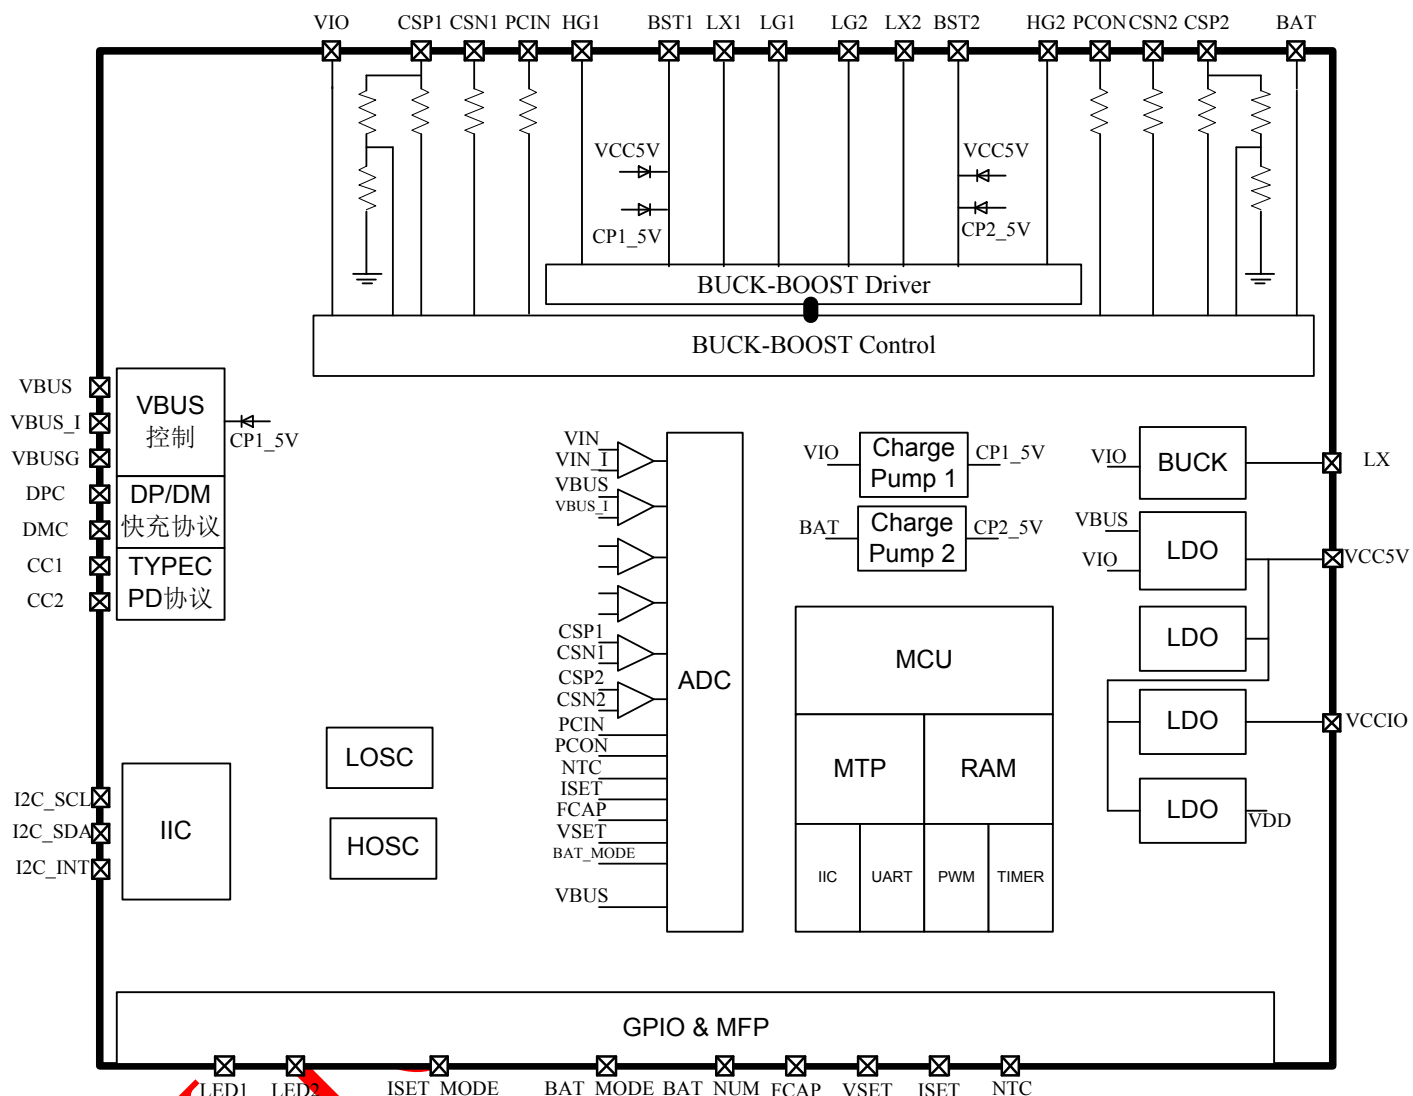 VIO CSP1 CSN1 PCIN HG1 BST1 LX1 LG1 LG2 LX2 BST2 HG2 PCON CSN2 CSP2 BAT
VCC5V
VCC5V
CP1_5V
CP2_5V
BUCK-BOOST Driver
BUCK-BOOST Control
VBUS
VBUS_I
VBUSG
DPC
DMC
CC1
CC2
VBUS
控制
CP1_5V
DP/DM
快充协议
TYPEC
PD协议
VIN
VIN_I
VBUS
VBUS_I
CSP1
CSN1
CSP2
CSN2
PCIN
PCON
NTC
ISET
FCAP
VSET
BAT_MODE
VBUS
ADC
VIO
Charge
Pump 1
CP1_5V
BAT
Charge
Pump 2
CP2_5V
VIO
BUCK
LX
VBUS
VIO
LDO
VCC5V
LDO
LDO
VCCIO
LDO
VDD
MCU
MTP
RAM
IIC
UART
PWM
TIMER
LOSC
HOSC
I2C_SCL
I2C_SDA
I2C_INT
IIC
GPIO & MFP
LED1 LED2 ISET_MODE BAT_MODE BAT_NUM FCAP VSET ISET NTC